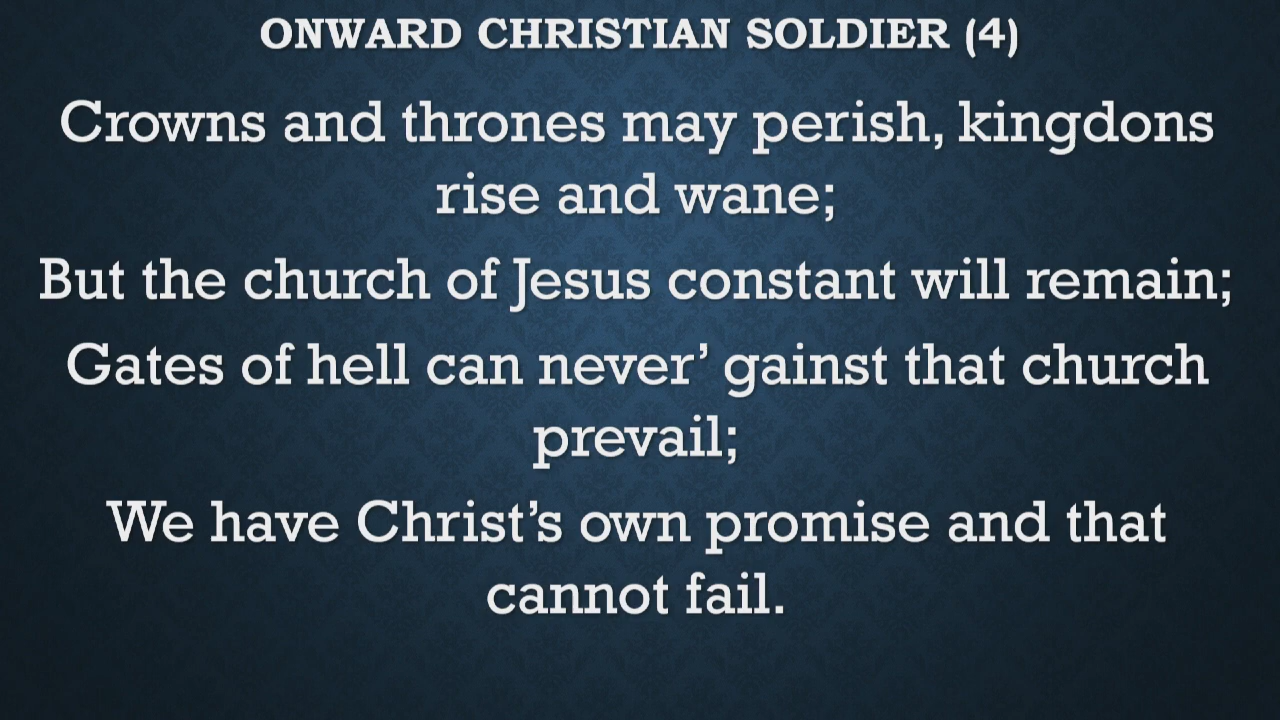 ONWARD CHRISTIAN SOLDIER (4)
Crowns and thrones may perish, kingdons
rise and wane;
But the church of Jesus constant will remain;
Gates of hell can never’ gainst that church
prevail;
We have Christ’s own promise and that
cannot fail.